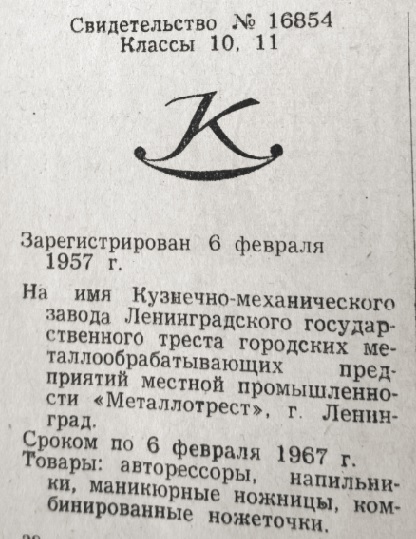 Свидетельство № 16854
Классы 10, 11
К
Зарегистрирован 6 февраля
1957 г.
На имя Кузнечно-механического
завода Ленинградского государ-
ственного треста городских ме-
таллообрабатывающих пред-
приятий местной промышленно-
сти «Металлотрест», г. Ленин-
град.
Сроком по 6 февраля 1967 г.
Товары: авторессоры, напильни-
ки, маникюрные ножницы, ком-
бинированные ножеточки.